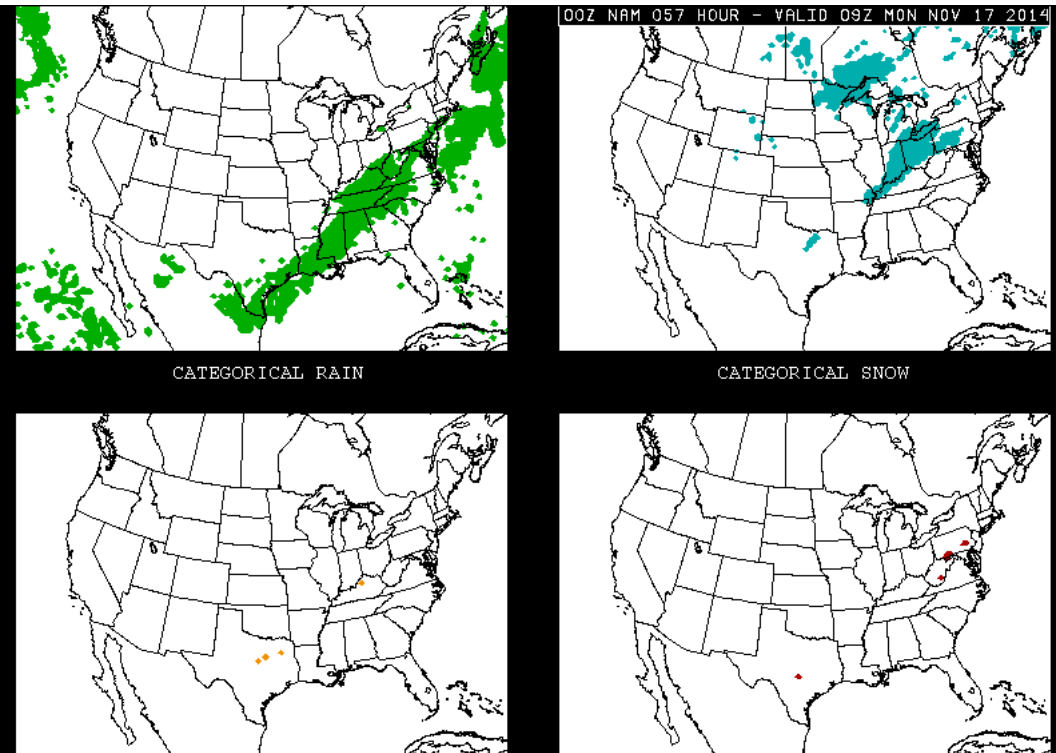 00Z NAM 057 HOUR - VALID 09Z MON NOV 17 2014
CATEGORICAL RAIN
CATEGORICAL SNOW